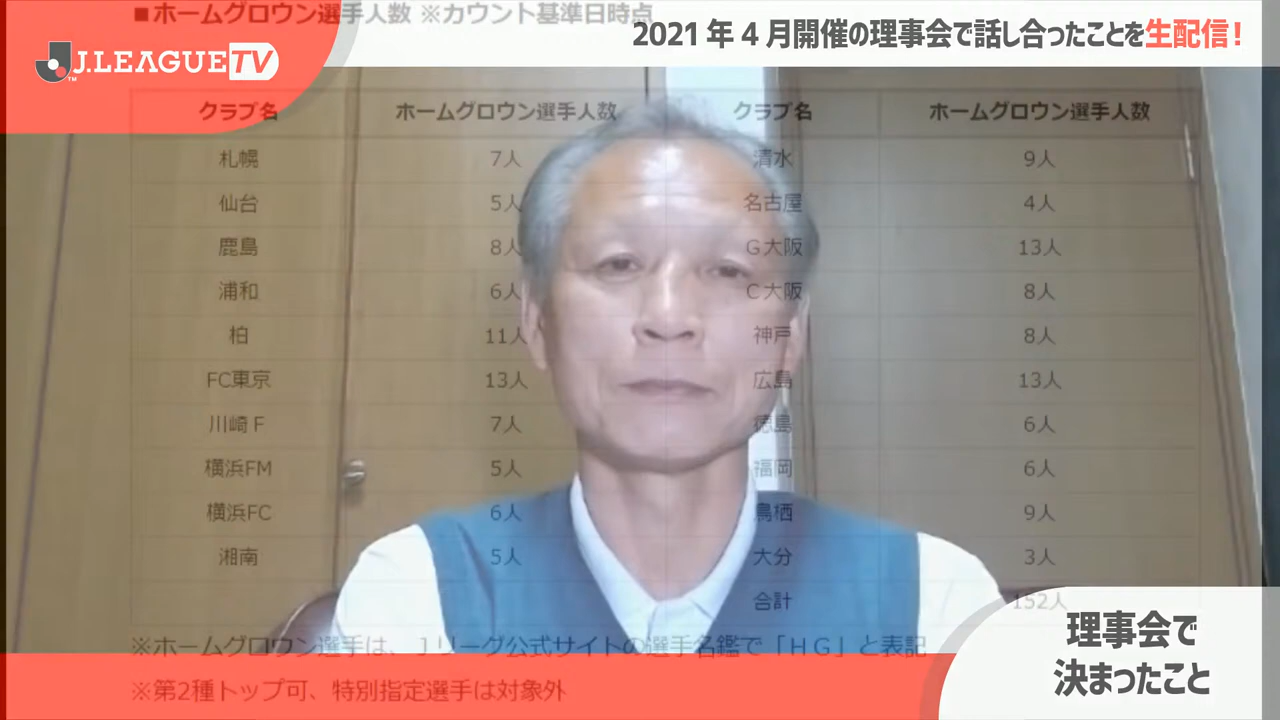 ■ホームグロウン選手人数 ※カウント基準日時点
2021年4月開催の理事会で話し合ったことを生配信!
J.LEAGUE TV
TM
クラブ名 ホームグロウン選手人数 クラブ名 ホームグロウン選手人数
札幌 7人 清水 9人
仙台 5人 名古屋 4人
鹿島 8人 G大阪 13人
浦和 6人 C大阪 8人
柏 11人 神戸 8人
FC東京 13人 広島 13人
川崎F 7人 徳島 6人
横浜FM 5人 福岡 6人
横浜FC 6人 鳥栖 9人
湘南 5人 大分 3人
合計 152人
※ホームグロウン選手は、Jリーグ公式サイトの選手名鑑で「HG」と表記
※第2種トップ可、特別指定選手は対象外
理事会で
決まったこと